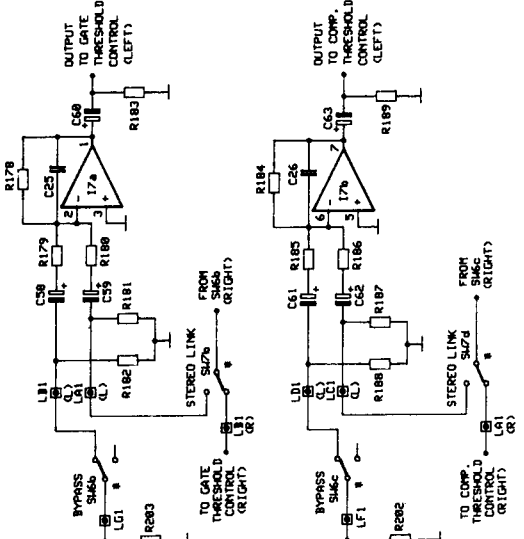 OUTPUT
TO GATE
THRESHOLD
CONTROL
(LEFT)
C60
+
R183
R178
C25
1
I7a
2
-
3
+
R179
R180
C58
+
C59
+
R181
R182
LB1
(L)
LA1
(L)
STEREO LINK
SW7b
FROM
SW6b
(RIGHT)
*
LB1
(R)
BYPASS
SW6b
*
LG1
R203
TO GATE
THRESHOLD
CONTROL
(RIGHT)
OUTPUT
TO COMP.
THRESHOLD
CONTROL
(LEFT)
C63
+
R189
R184
C26
7
I7b
6
-
5
+
R185
R186
C61
+
C62
+
R187
R188
LD1
(L)
LC1
(L)
STEREO LINK
SW7d
FROM
SW6c
(RIGHT)
*
LA1
(R)
BYPASS
SW6c
*
LF1
R202
TO COMP.
THRESHOLD
CONTROL
(RIGHT)